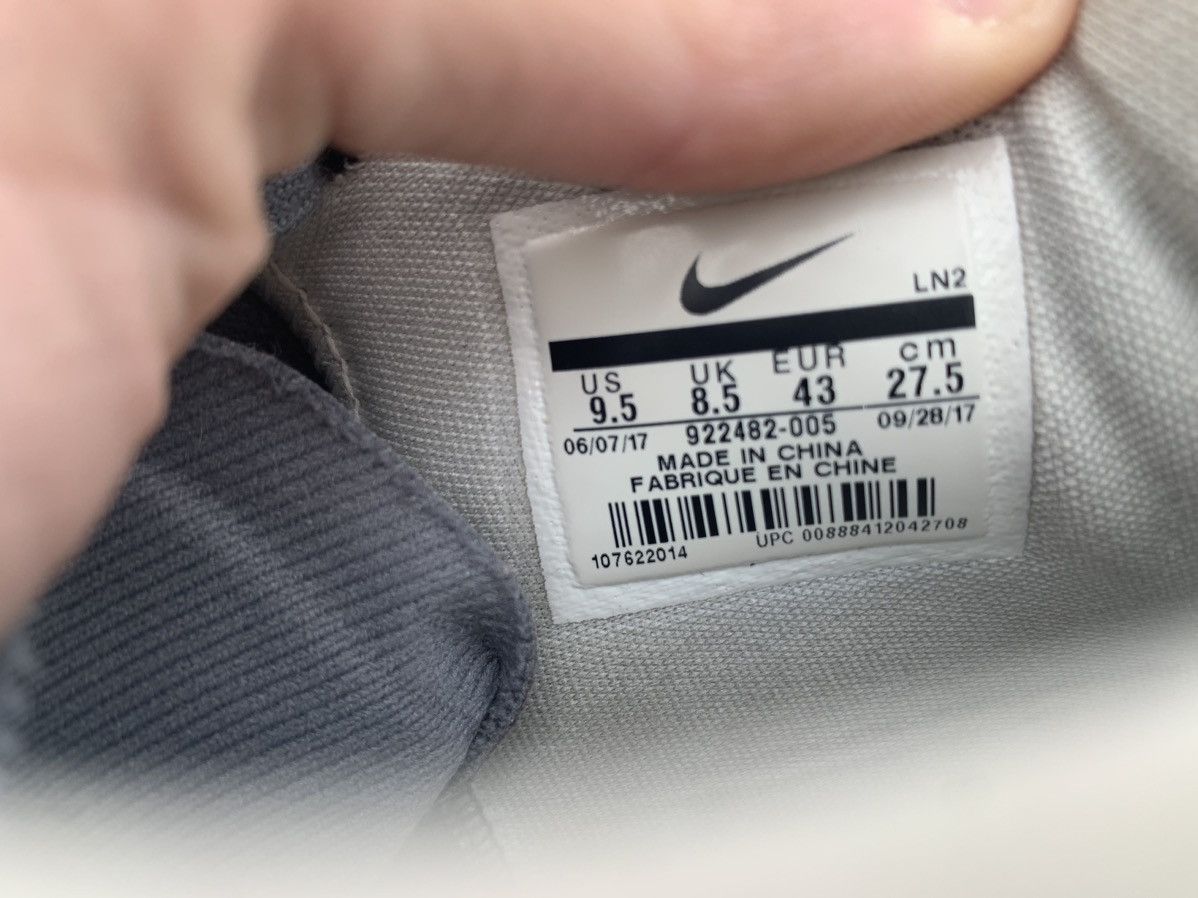 LN2
US UK EUR cm
9.5 8.5 43 27.5
06/07/17 922482-005 09/28/17
MADE IN CHINA
FABRIQUE EN CHINE
107622014 UPC 00888412042708